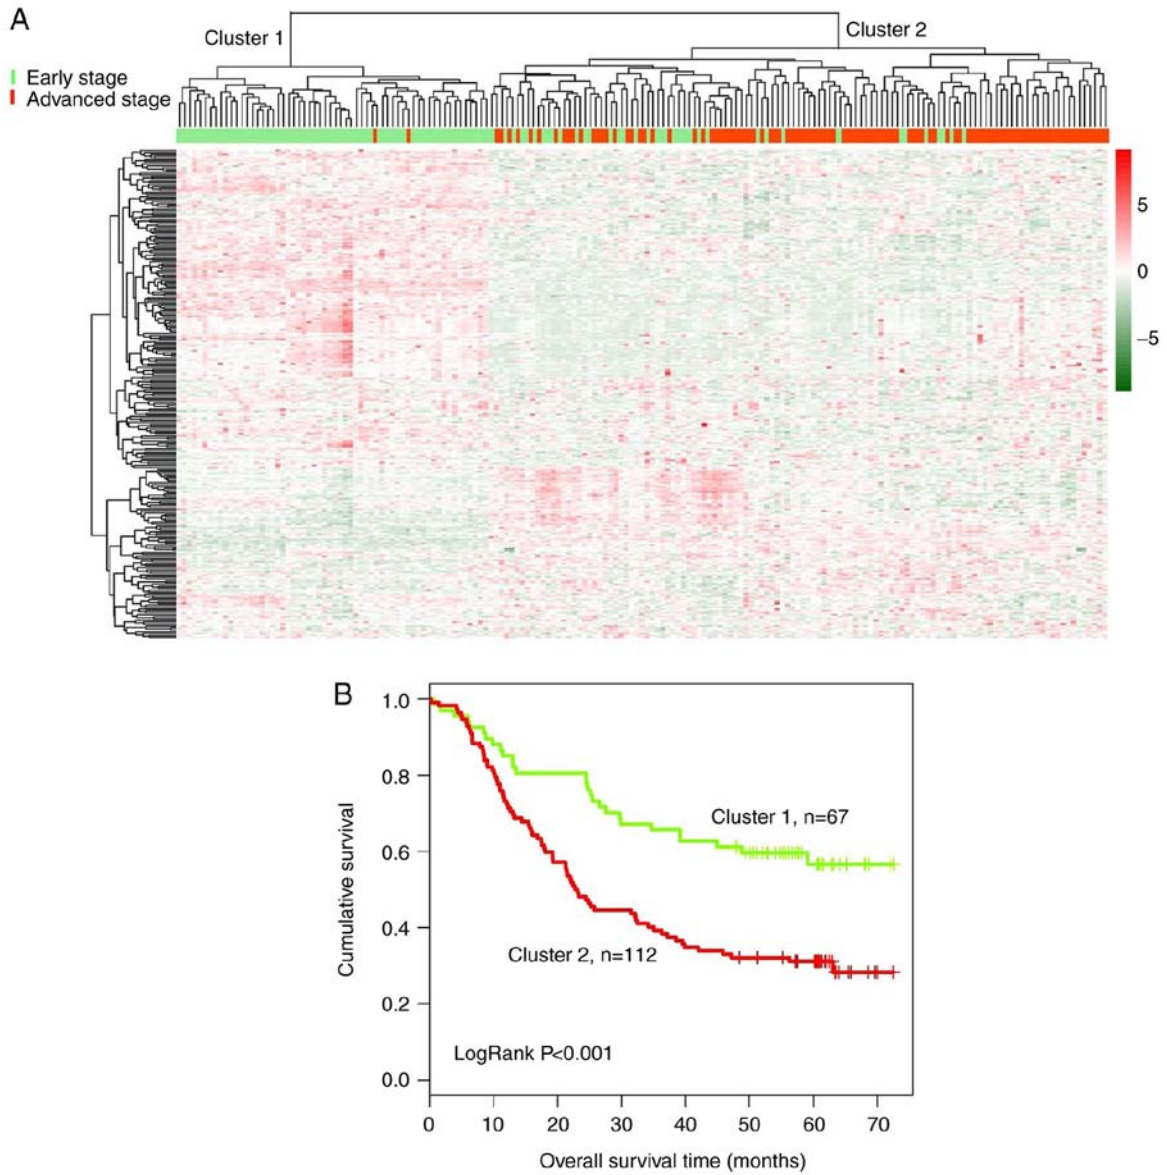 A
Cluster 1
Cluster 2
Early stage
Advanced stage
5
0
−5
B
1.0
0.8
0.6
0.4
0.2
0.0
Cumulative survival
Cluster 1, n=67
Cluster 2, n=112
LogRank P<0.001
0 10 20 30 40 50 60 70
Overall survival time (months)